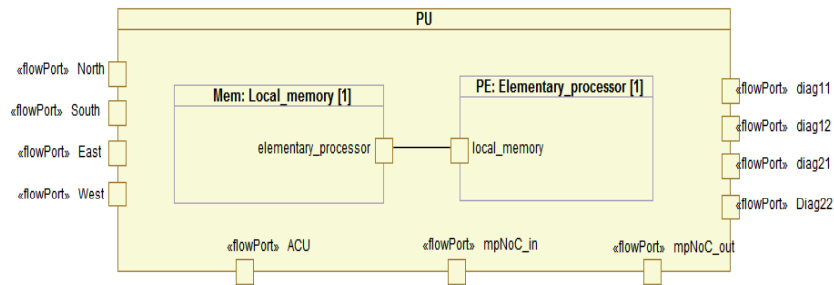 PU
«flowPort» North
«flowPort» South
«flowPort» East
«flowPort» West
Mem: Local_memory [1]
elementary_processor
PE: Elementary_processor [1]
local_memory
«flowPort» diag11
«flowPort» diag12
«flowPort» diag21
«flowPort» Diag22
«flowPort» ACU
«flowPort» mpNoC_in
«flowPort» mpNoC_out